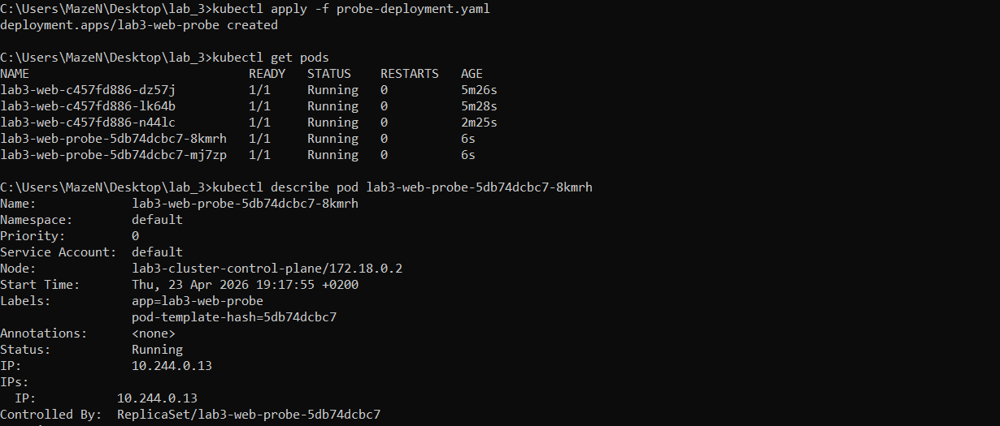 C:\Users\MazeN\Desktop\lab_3>kubectl apply -f probe-deployment.yaml
deployment.apps/lab3-web-probe created

C:\Users\MazeN\Desktop\lab_3>kubectl get pods
NAME                              READY   STATUS    RESTARTS   AGE
lab3-web-c457fd886-dz57j          1/1     Running   0          5m26s
lab3-web-c457fd886-lk64b          1/1     Running   0          5m28s
lab3-web-c457fd886-n44lc          1/1     Running   0          2m25s
lab3-web-probe-5db74dcbc7-8kmrh   1/1     Running   0          6s
lab3-web-probe-5db74dcbc7-mj7zp   1/1     Running   0          6s

C:\Users\MazeN\Desktop\lab_3>kubectl describe pod lab3-web-probe-5db74dcbc7-8kmrh
Name:             lab3-web-probe-5db74dcbc7-8kmrh
Namespace:        default
Priority:         0
Service Account:  default
Node:             lab3-cluster-control-plane/172.18.0.2
Start Time:       Thu, 23 Apr 2026 19:17:55 +0200
Labels:           app=lab3-web-probe
                  pod-template-hash=5db74dcbc7
Annotations:      <none>
Status:           Running
IP:               10.244.0.13
IPs:
  IP:           10.244.0.13
Controlled By:  ReplicaSet/lab3-web-probe-5db74dcbc7